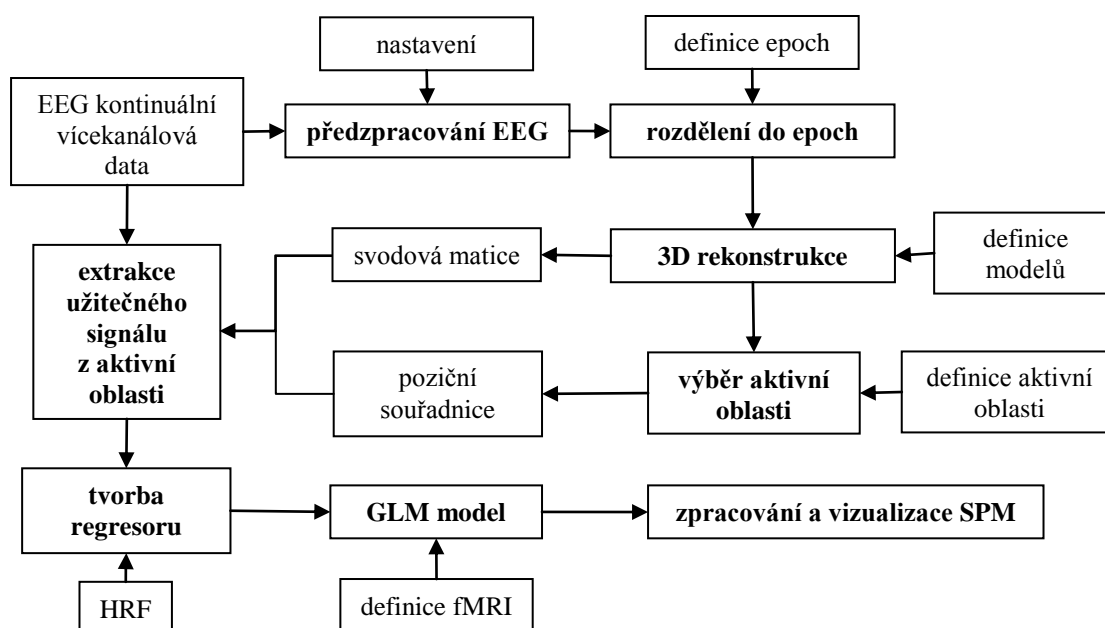 nastavení
definice epoch
EEG kontinuální
vícekanálová
data
předzpracování EEG
rozdělení do epoch
extrakce
užitečného
signálu
z aktivní
oblasti
svodová matice
3D rekonstrukce
definice
modelů
poziční
souřadnice
výběr aktivní
oblasti
definice aktivní
oblasti
tvorba
regresoru
GLM model
zpracování a vizualizace SPM
HRF
definice fMRI